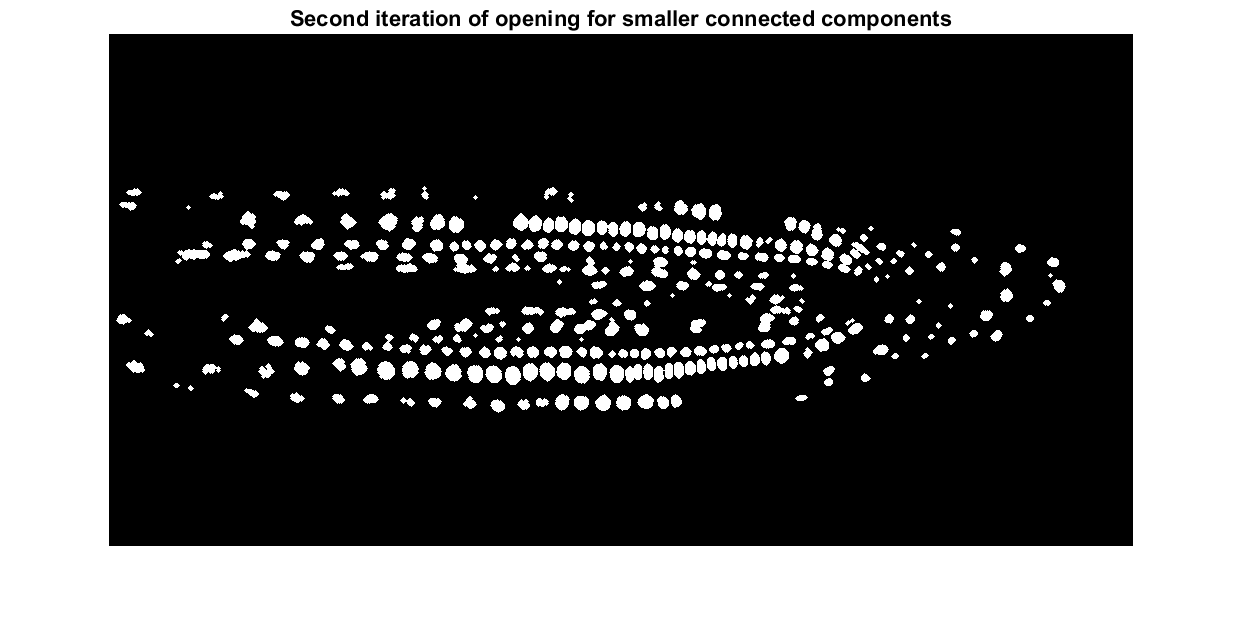 Second iteration of opening for smaller connected components